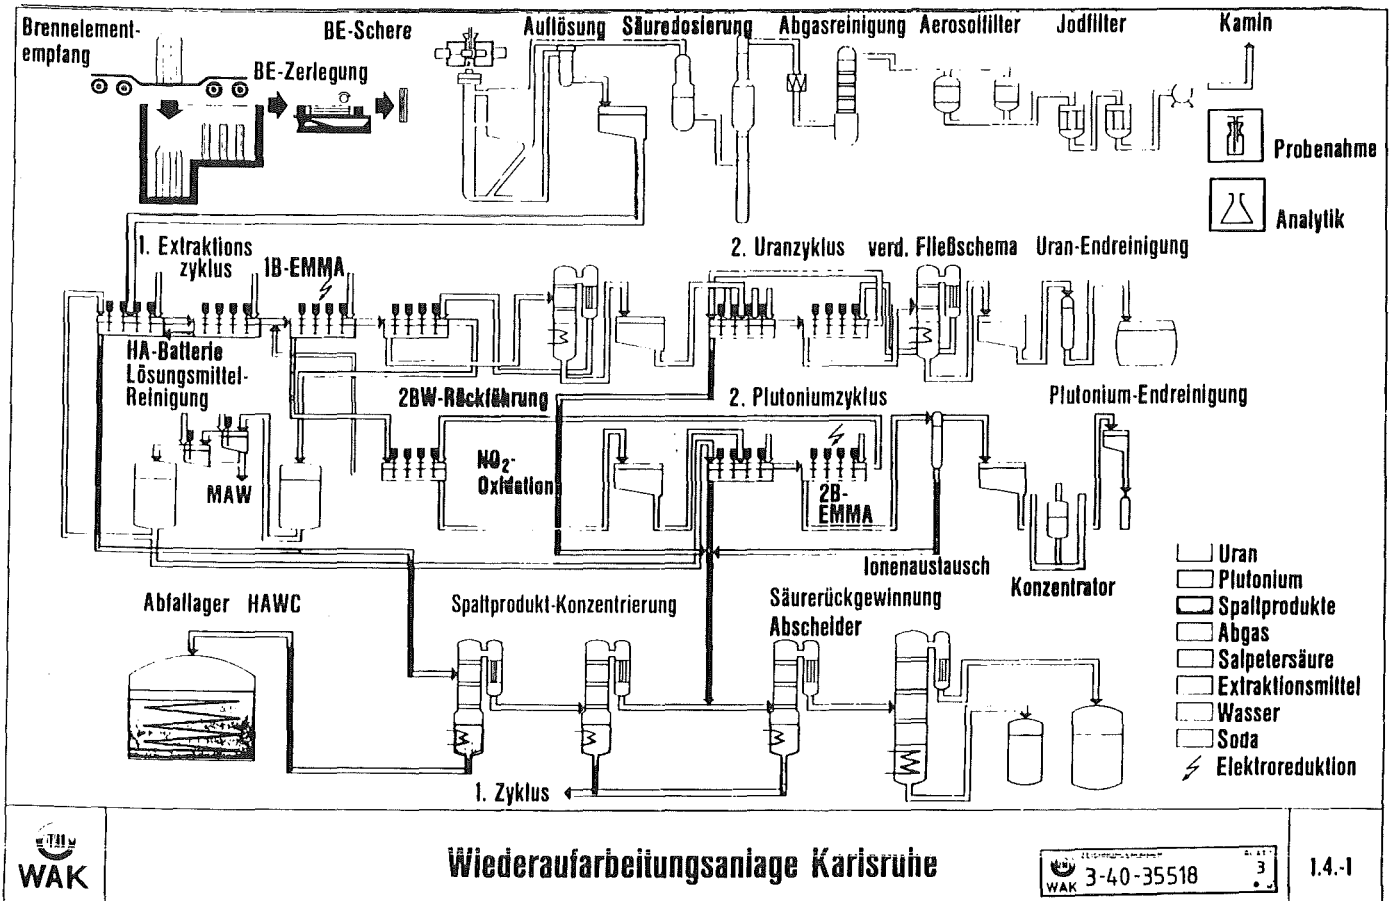 Brennelement-
empfang
BE-Zerlegung
BE-Schere
Auflösung
Säuredosierung
Abgasreinigung
Aerosolfilter
Jodfilter
Kamin
Probenahme
Analytik
1. Extraktions
zyklus
1B-EMMA
2. Uranzyklus
verd. Fließschema
Uran-Endreinigung
HA-Batterie
Lösungsmittel-
Reinigung
2BW-Rückführung
2. Plutoniumzyklus
Plutonium-Endreinigung
MAW
NO2-
Oxidation
2B-
EMMA
Ionenaustausch
Konzentrator
Uran
Plutonium
Spaltprodukte
Abgas
Salpetersäure
Extraktionsmittel
Wasser
Soda
Elektroreduktion
Abfallager HAWC
Spaltprodukt-Konzentrierung
Säurerückgewinnung
Abscheider
1. Zyklus
WAK
Wiederaufarbeitungsanlage Karlsruhe
WAK
3-40-35518
3
1.4.-1